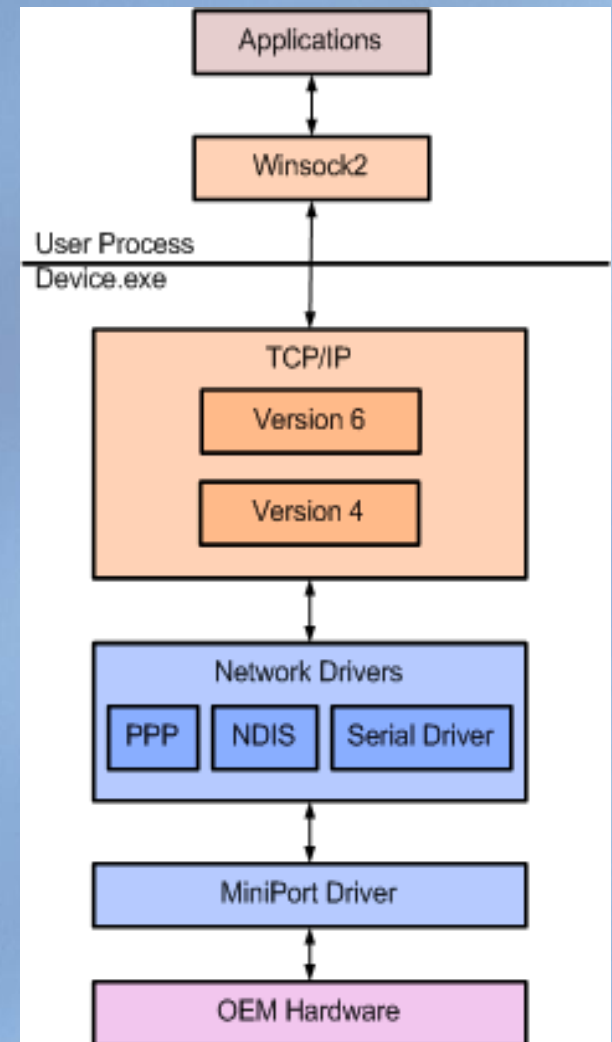 Applications
Winsock2
User Process
Device.exe
TCP/IP
Version 6
Version 4
Network Drivers
PPP NDIS Serial Driver
MiniPort Driver
OEM Hardware